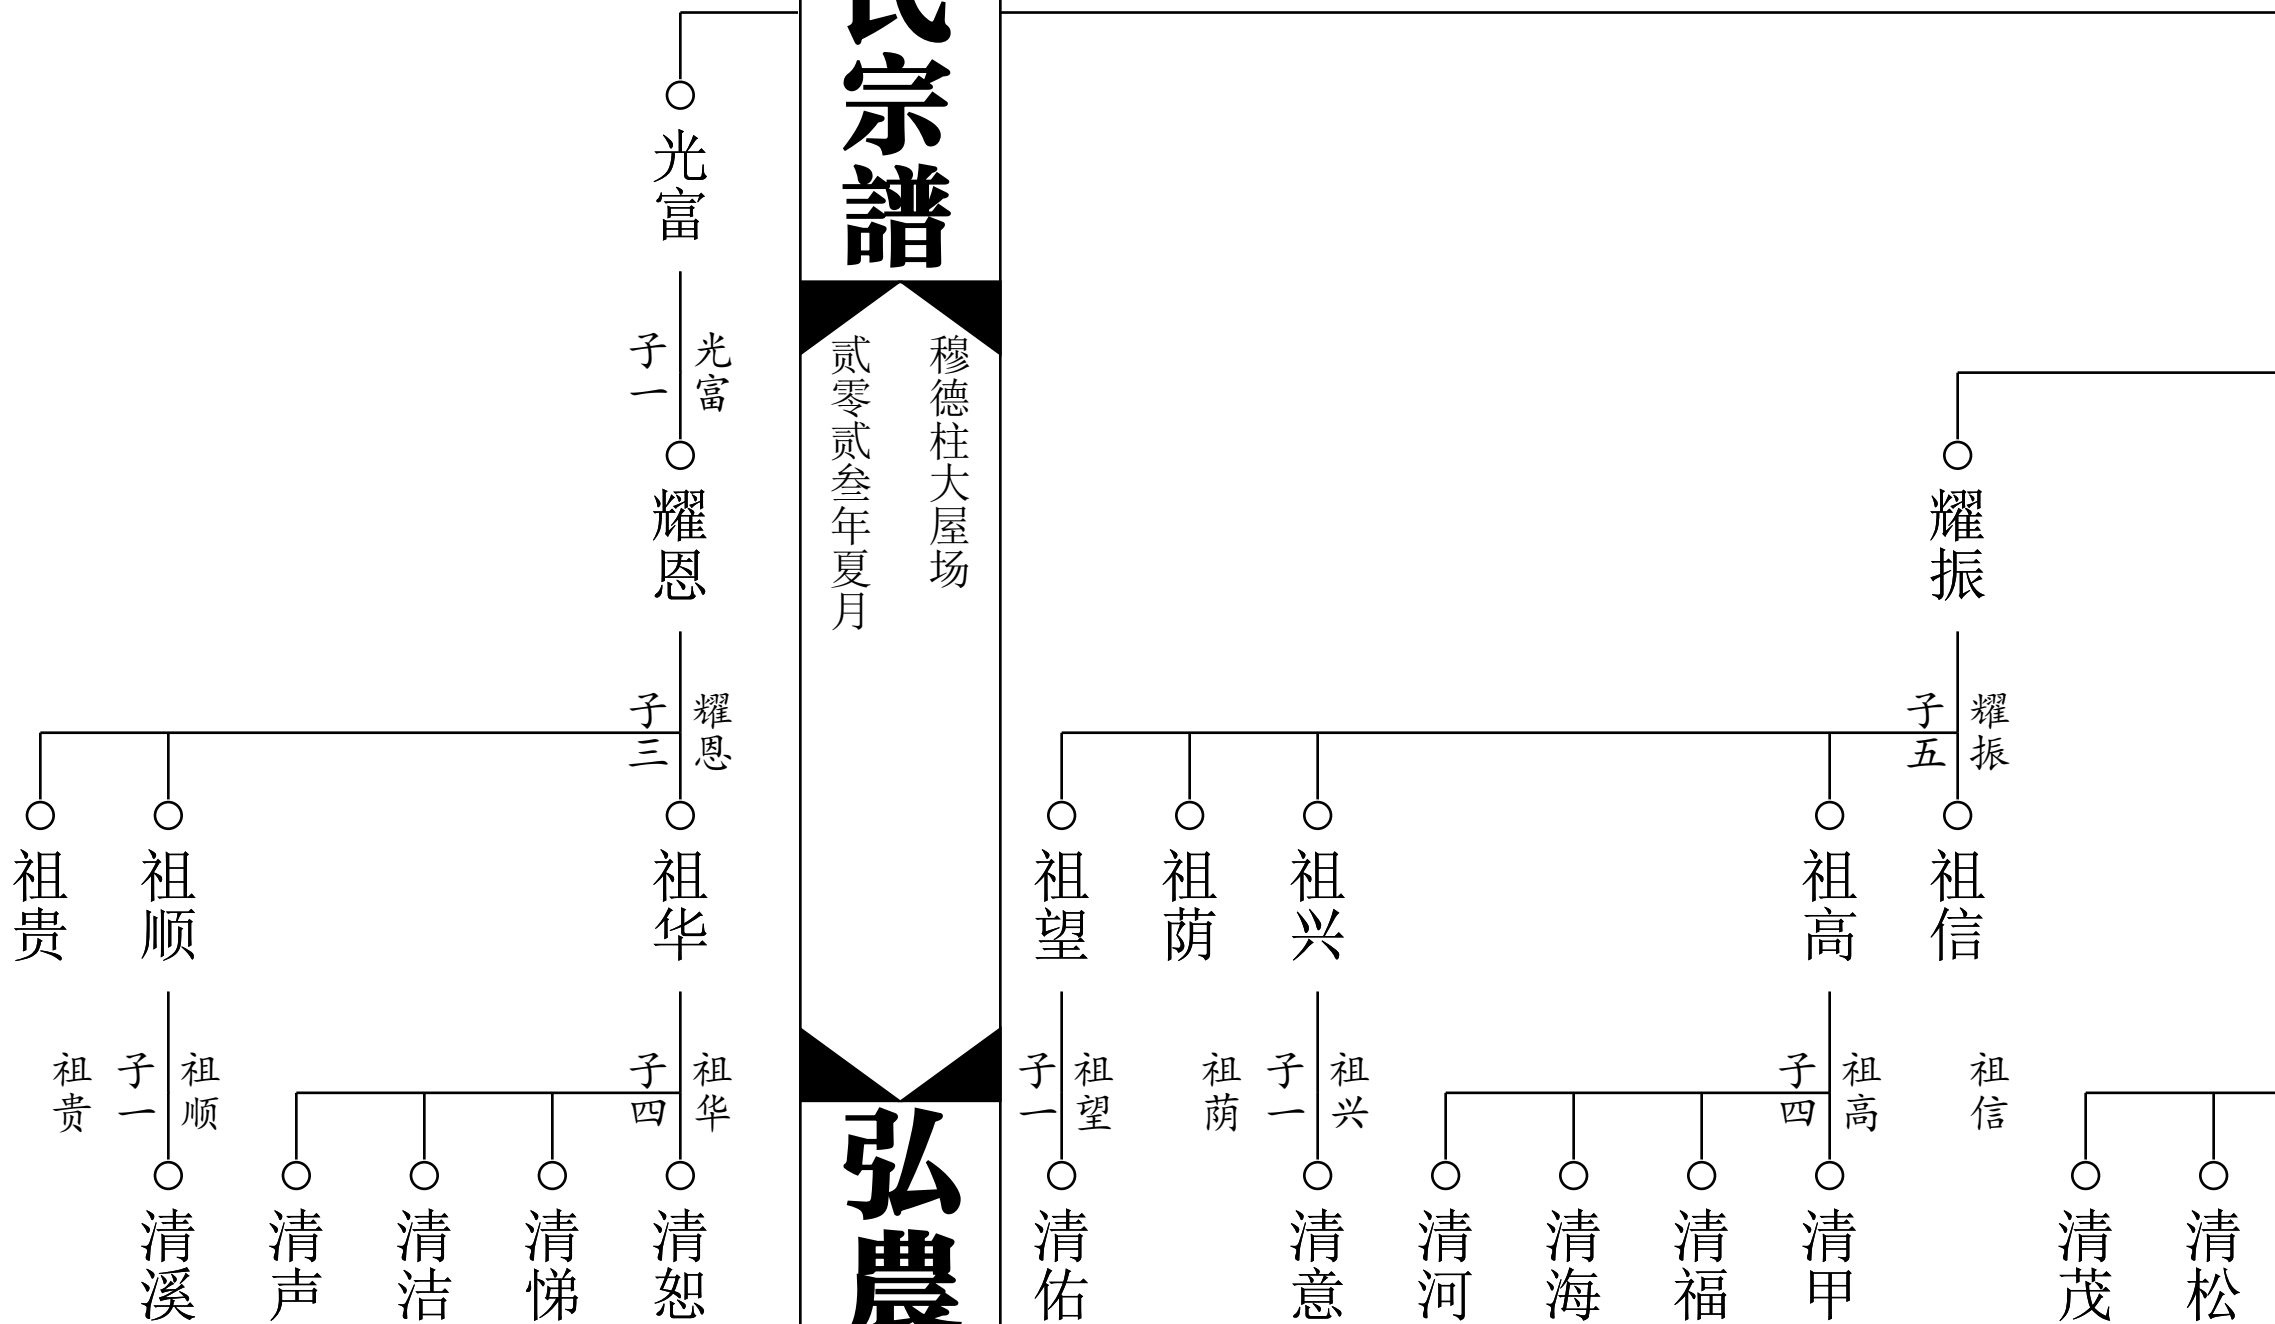 氏宗譜
穆德柱大屋场
贰零贰叁年夏月
弘農
耀振
耀振
子五
祖信
祖高
祖兴
祖荫
祖望
祖信
祖高
子四
祖兴
子一
祖荫
祖望
子一
清松
清茂
清甲
清福
清海
清河
清意
清佑
光富
光富
子一
耀恩
耀恩
子三
祖华
祖顺
祖贵
祖华
子四
祖顺
子一
祖贵
清恕
清悌
清洁
清声
清溪